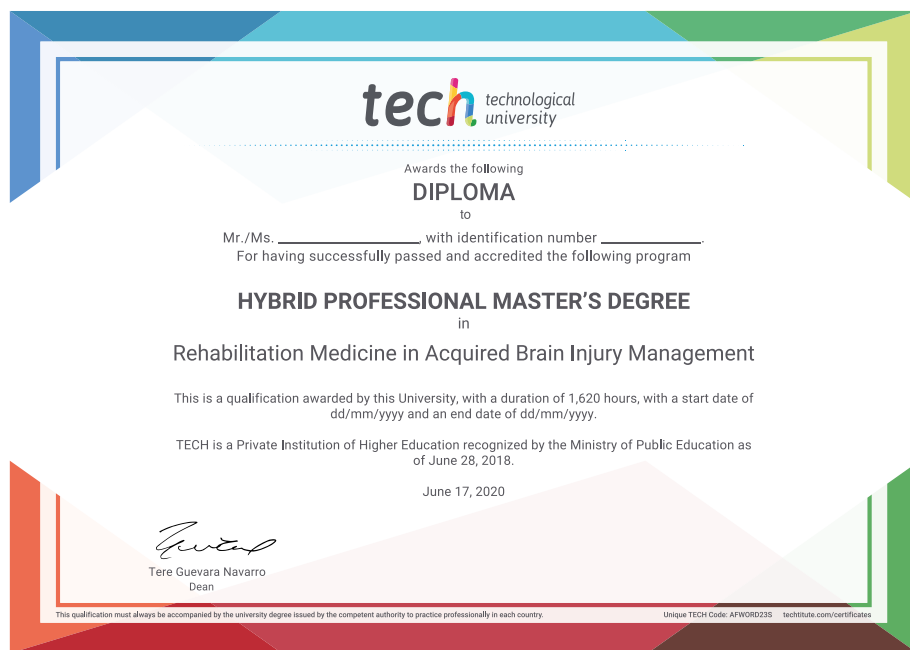 tech technological
university
Awards the following
DIPLOMA
to
Mr./Ms. ________________, with identification number ____________.
For having successfully passed and accredited the following program
HYBRID PROFESSIONAL MASTER’S DEGREE
in
Rehabilitation Medicine in Acquired Brain Injury Management
This is a qualification awarded by this University, with a duration of 1,620 hours, with a start date of
dd/mm/yyyy and an end date of dd/mm/yyyy.
TECH is a Private Institution of Higher Education recognized by the Ministry of Public Education as
of June 28, 2018.
June 17, 2020
Tere Guevara Navarro
Dean
This qualification must always be accompanied by the university degree issued by the competent authority to practice professionally in each country.
Unique TECH Code: AFWORD23S techtitute.com/certificates